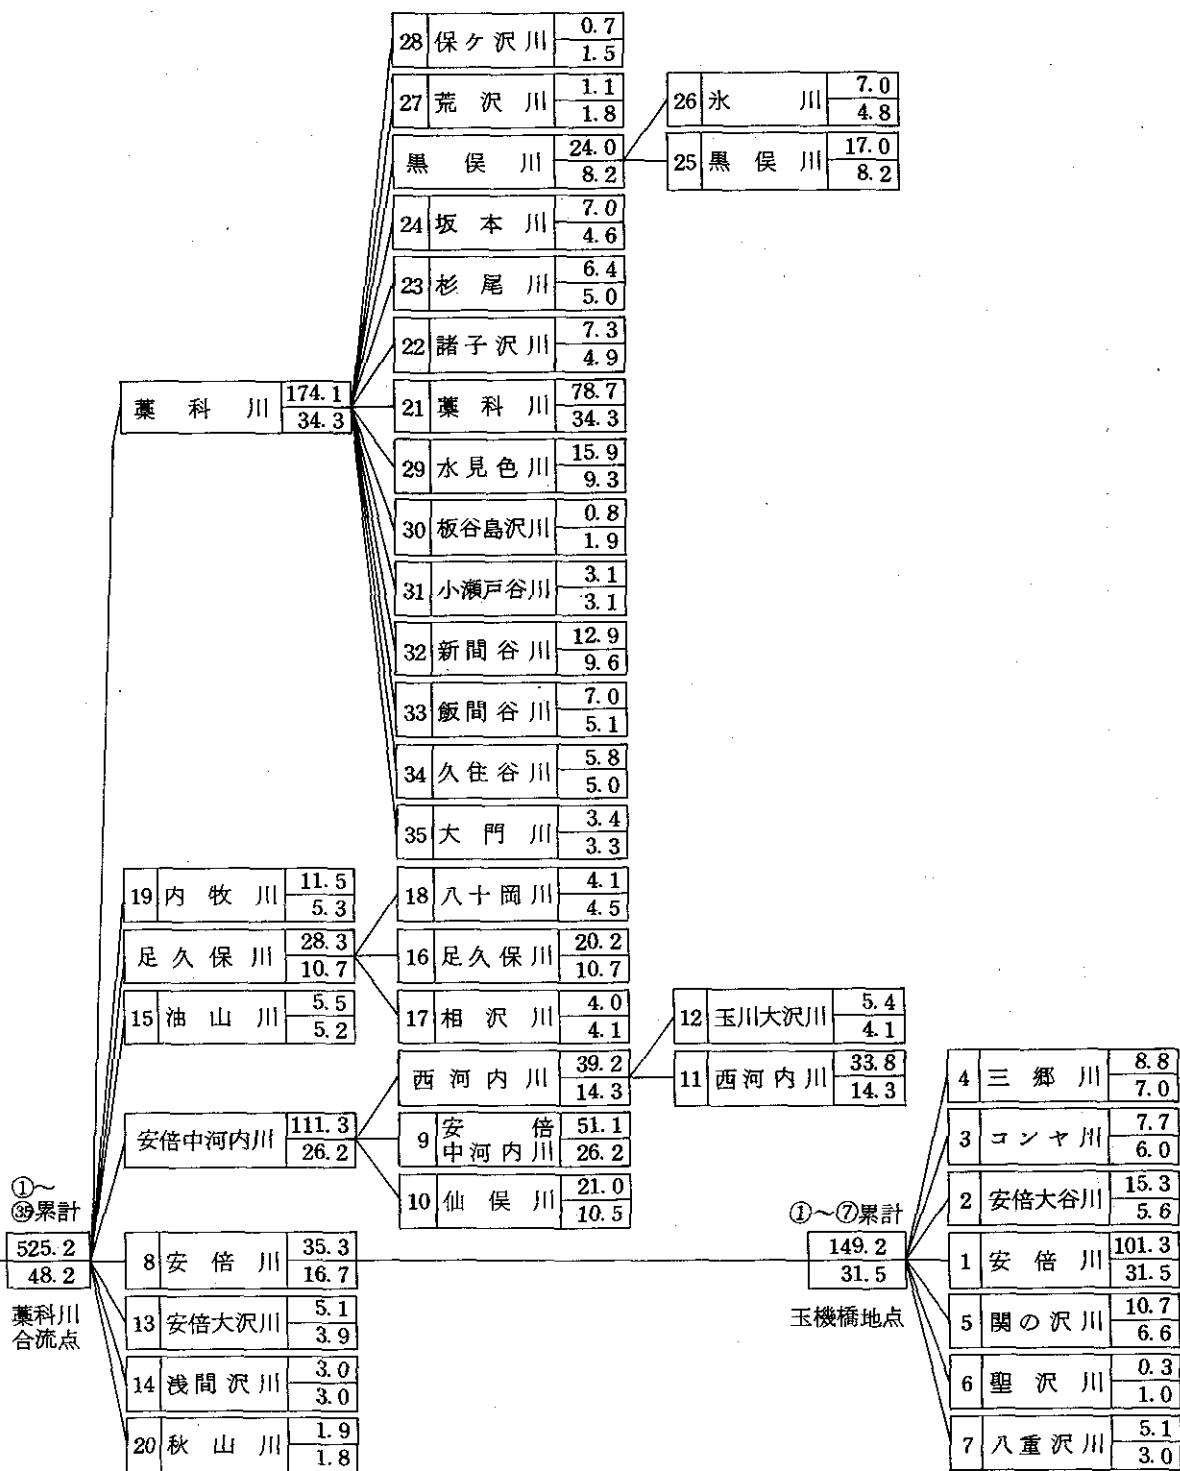 28 保ケ沢川 0.7 1.5
27 荒沢川 1.1 1.8
26 氷川 7.0 4.8
黒俣川 24.0 8.2
25 黒俣川 17.0 8.2
24 坂本川 7.0 4.6
23 杉尾川 6.4 5.0
22 諸子沢川 7.3 4.9
藁科川 174.1 34.3
21 藁科川 78.7 34.3
29 水見色川 15.9 9.3
30 板谷島沢川 0.8 1.9
31 小瀬戸谷川 3.1 3.1
32 新間谷川 12.9 9.6
33 飯間谷川 7.0 5.1
34 久住谷川 5.8 5.0
35 大門川 3.4 3.3
19 内牧川 11.5 5.3
18 八十岡川 4.1 4.5
足久保川 28.3 10.7
16 足久保川 20.2 10.7
15 油山川 5.5 5.2
17 相沢川 4.0 4.1
12 玉川大沢川 5.4 4.1
西河内川 39.2 14.3
11 西河内川 33.8 14.3
4 三郷川 8.8 7.0
安倍中河内川 111.3 26.2
9 安倍中河内川 51.1 26.2
3 コンヤ川 7.7 6.0
10 仙俣川 21.0 10.5
2 安倍大谷川 15.3 5.6
①〜
㉟累計
525.2
48.2
藁科川
合流点
8 安倍川 35.3 16.7
①〜⑦累計
149.2
31.5
玉機橋地点
1 安倍川 101.3 31.5
13 安倍大沢川 5.1 3.9
5 関の沢川 10.7 6.6
14 浅間沢川 3.0 3.0
6 聖沢川 0.3 1.0
20 秋山川 1.9 1.8
7 八重沢川 5.1 3.0